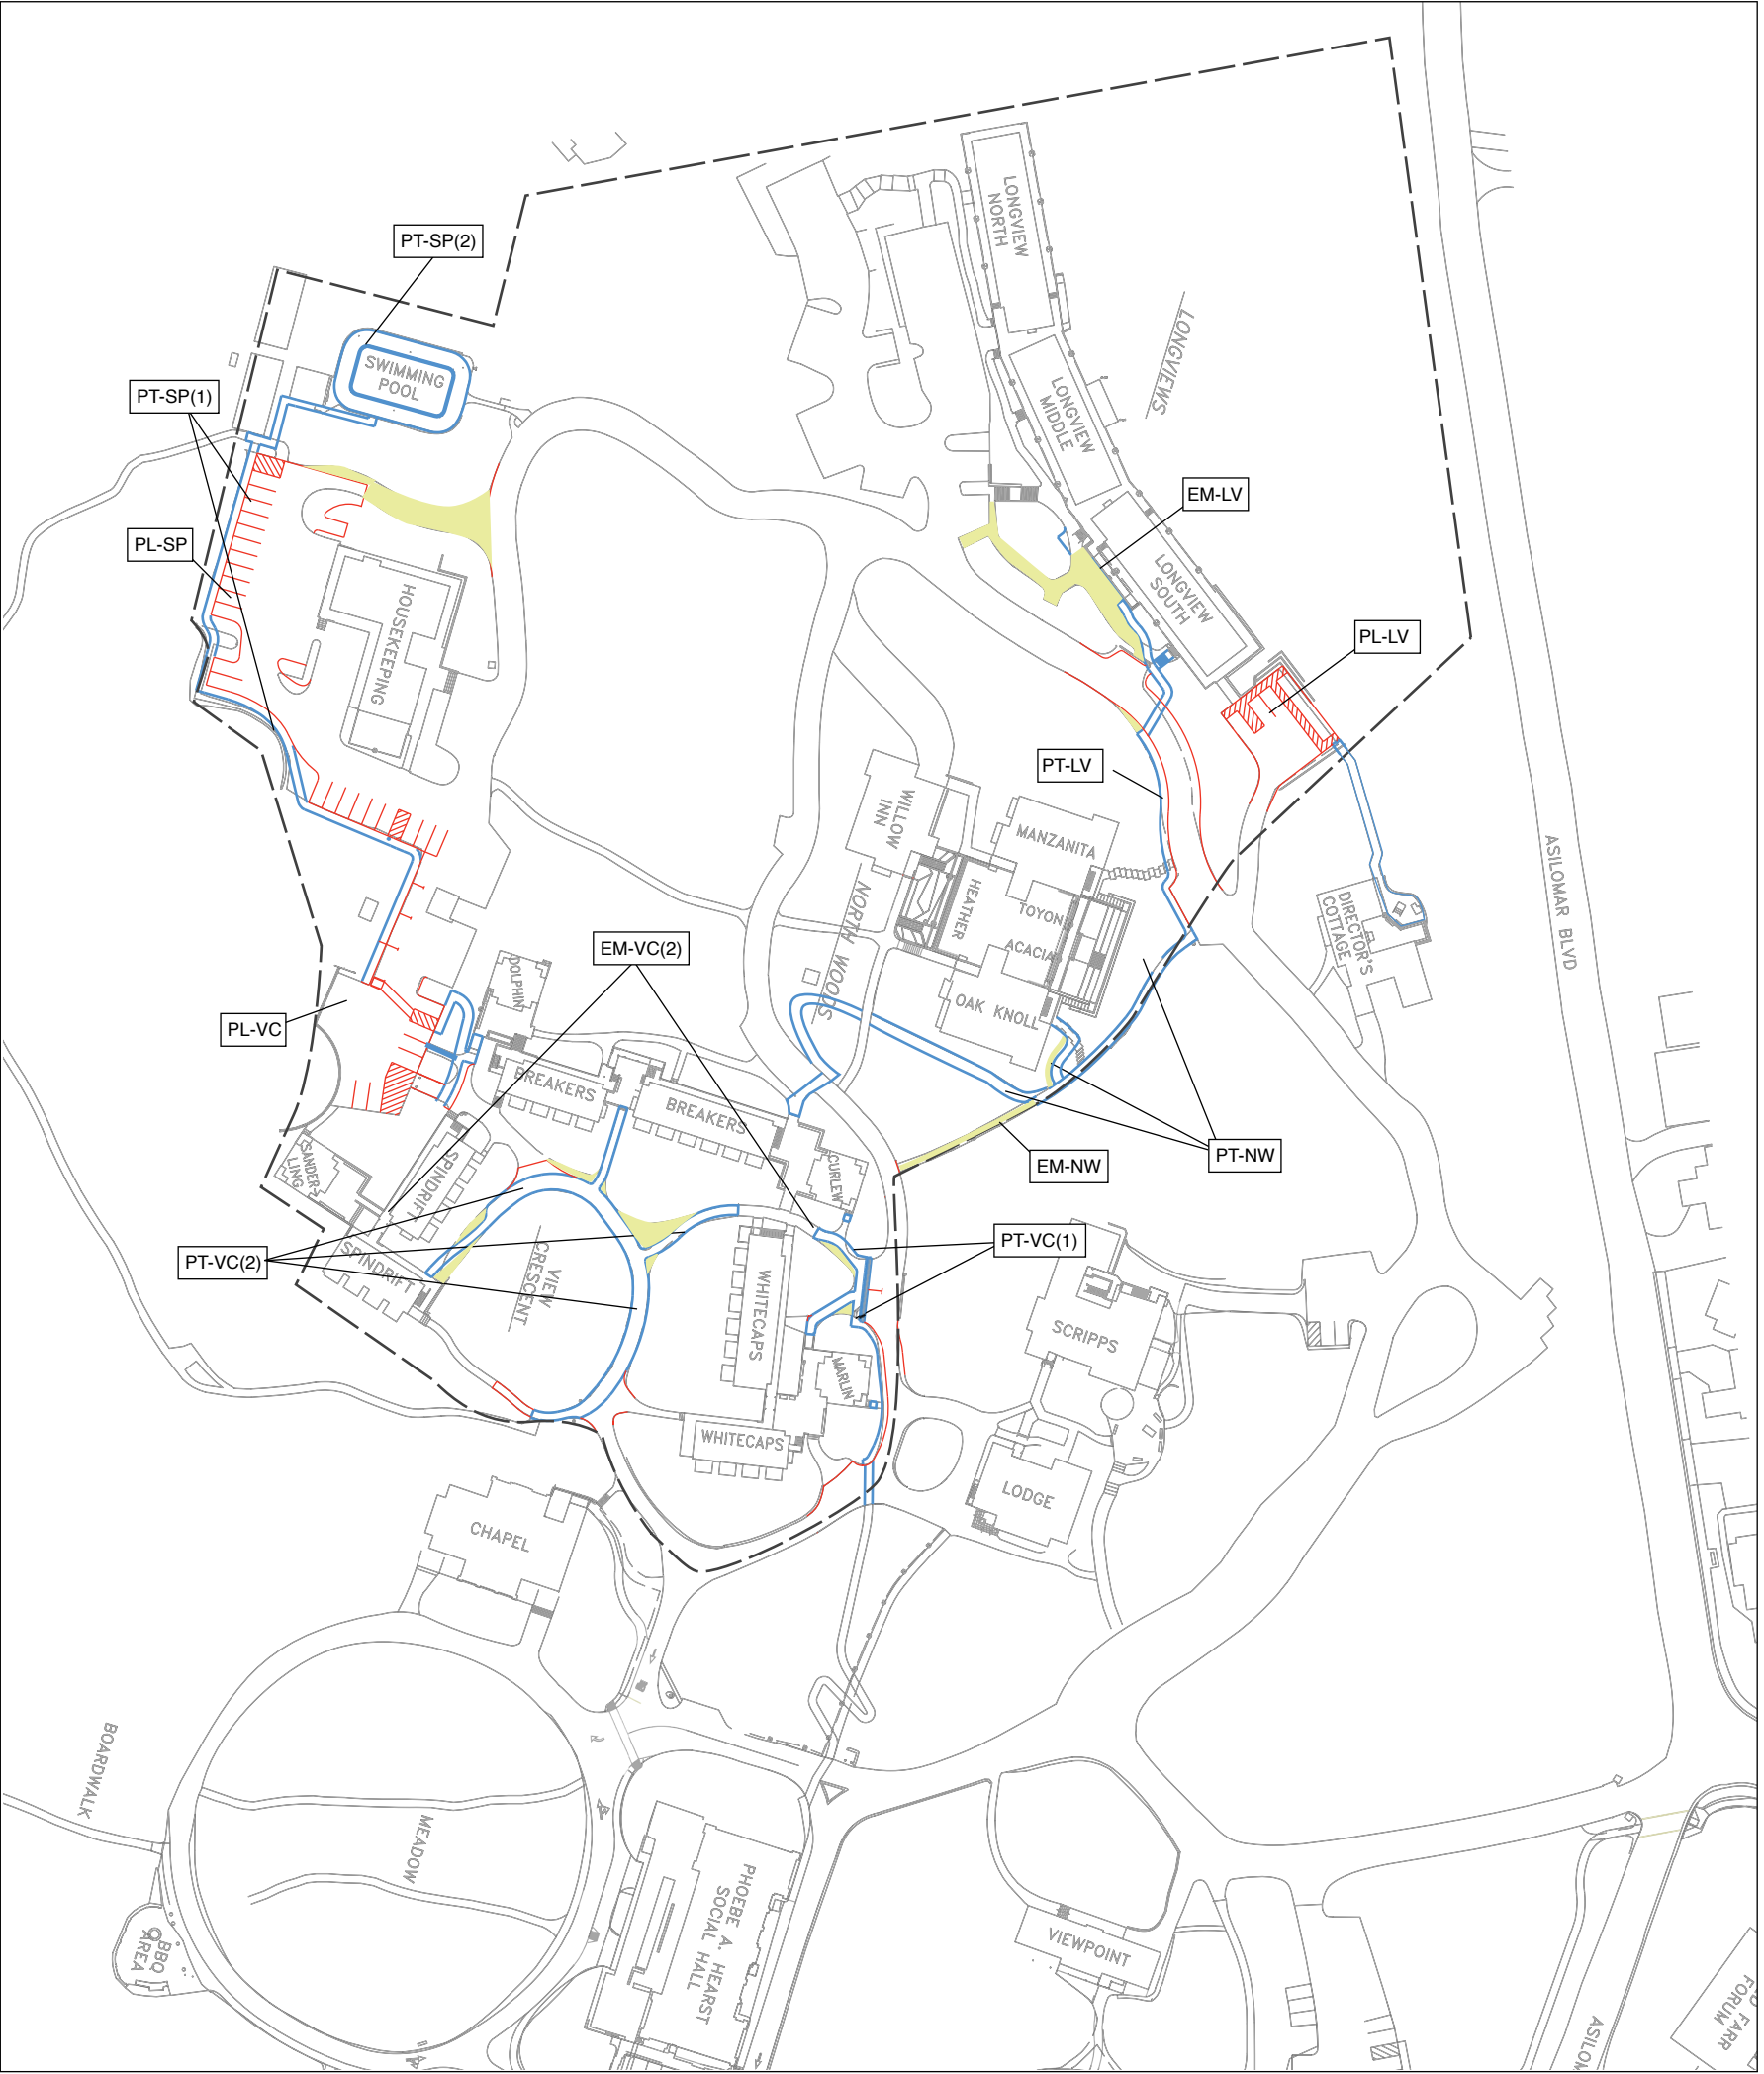 LONGVIEW
NORTH
PT-SP(2)
SWIMMING
POOL
LONGVIEWS
LONGVIEW
MIDDLE
PT-SP(1)
EM-LV
PL-SP
LONGVIEW
SOUTH
HOUSEKEEPING
PL-LV
PT-LV
WILLOW
INN
MANZANITA
HEATHER
TOYON
ACACIA
NORTH WOODS
OAK KNOLL
DIRECTOR'S
COTTAGE
ASILOMAR BLVD
EM-VC(2)
DOLPHIN
PL-VC
BREAKERS
BREAKERS
PT-NW
EM-NW
SANDER-
LING
SPINDRIFT
CURLEW
PT-VC(2)
SPINDRIFT
VIEW
CRESCENT
PT-VC(1)
WHITECAPS
SCRIPPS
MARLIN
WHITECAPS
LODGE
CHAPEL
BOARDWALK
MEADOW
PHOEBE A. HEARST
SOCIAL HALL
BBQ
AREA
VIEWPOINT
D FARR
FORUM
ASILOM